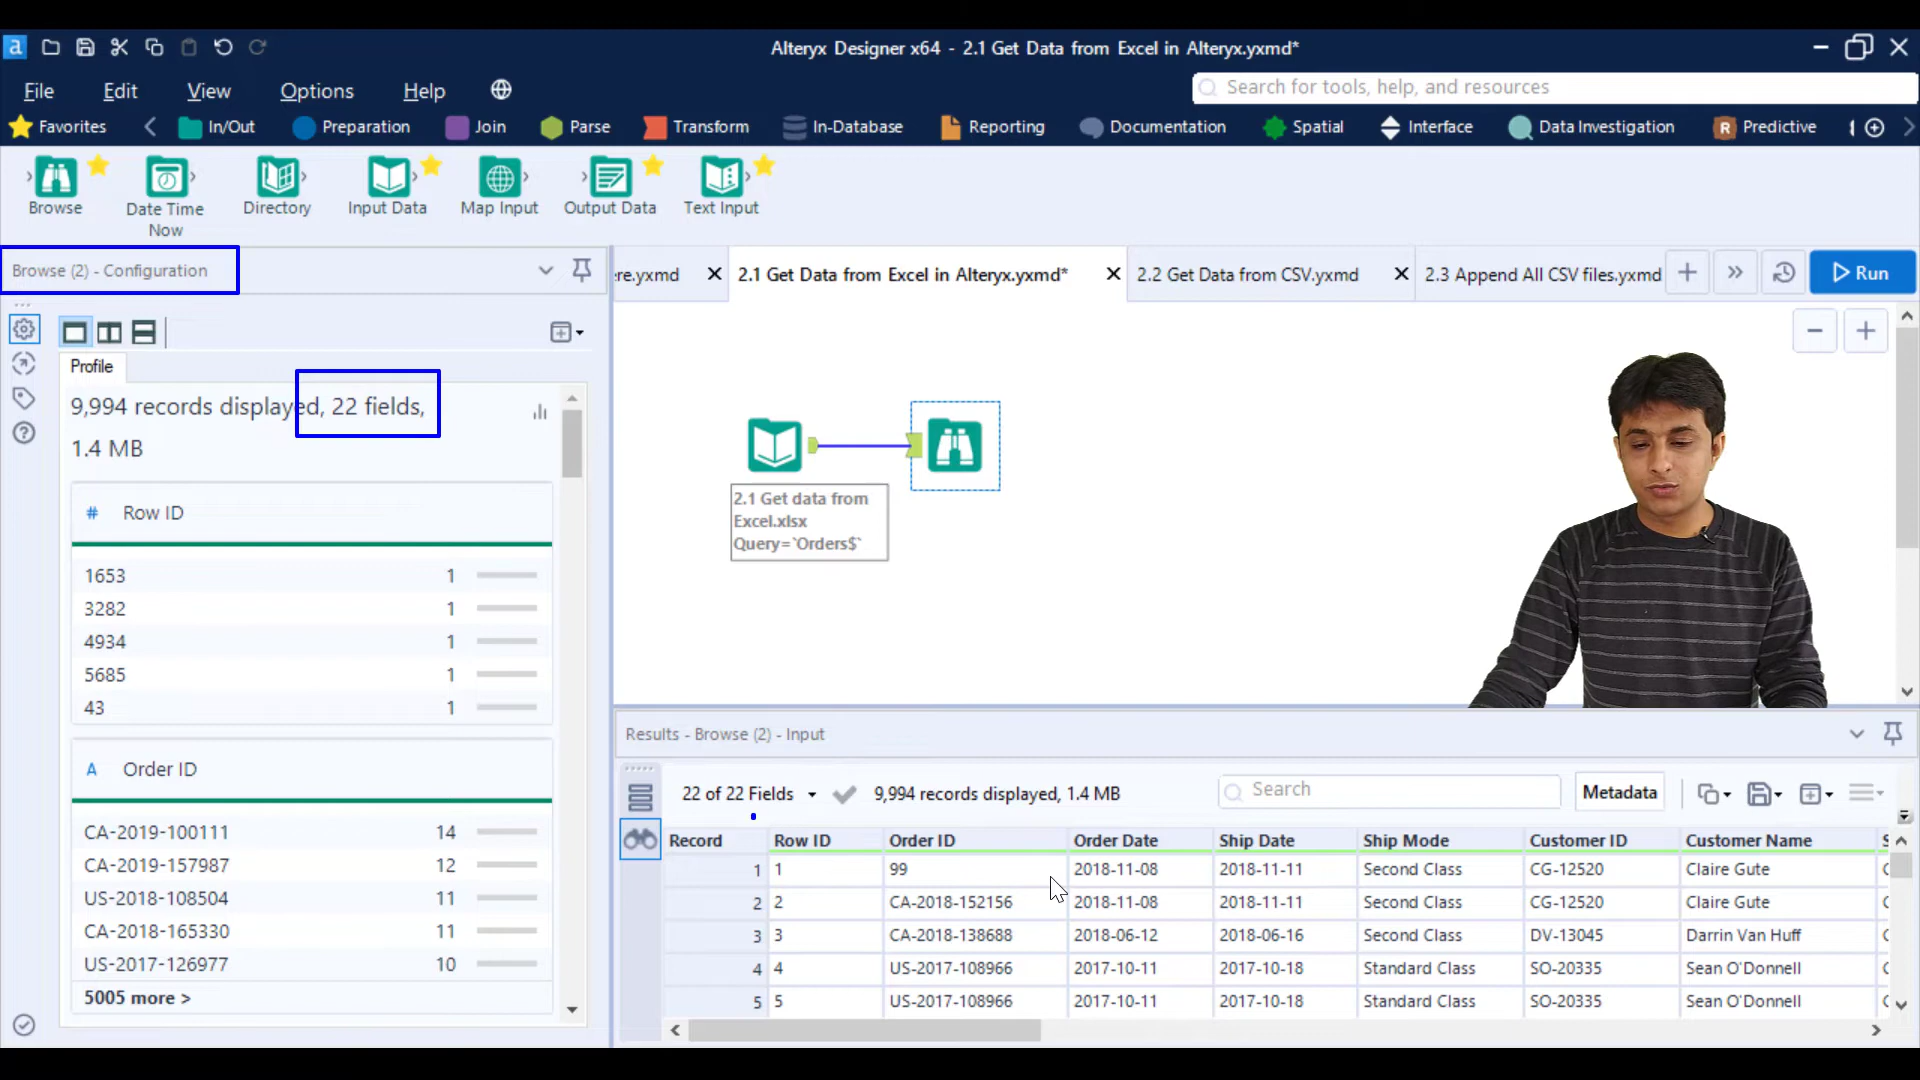 Alteryx Designer x64 - 2.1 Get Data from Excel in Alteryx.yxmd*
File Edit View Options Help
Search for tools, help, and resources
Favorites In/Out Preparation Join Parse Transform In-Database Reporting Documentation Spatial Interface Data Investigation Predictive
Browse Date Time Now Directory Input Data Map Input Output Data Text Input
Browse (2) - Configuration
ere.yxmd 2.1 Get Data from Excel in Alteryx.yxmd* 2.2 Get Data from CSV.yxmd 2.3 Append All CSV files.yxmd Run
Profile
9,994 records displayed, 22 fields,
1.4 MB
# Row ID
1653 1
3282 1
4934 1
5685 1
43 1
A Order ID
CA-2019-100111 14
CA-2019-157987 12
US-2018-108504 11
CA-2018-165330 11
US-2017-126977 10
5005 more >
2.1 Get data from
Excel.xlsx
Query=`Orders$`
Results - Browse (2) - Input
22 of 22 Fields 9,994 records displayed, 1.4 MB Search Metadata
Record Row ID Order ID Order Date Ship Date Ship Mode Customer ID Customer Name S
1 1 99 2018-11-08 2018-11-11 Second Class CG-12520 Claire Gute
2 2 CA-2018-152156 2018-11-08 2018-11-11 Second Class CG-12520 Claire Gute
3 3 CA-2018-138688 2018-06-12 2018-06-16 Second Class DV-13045 Darrin Van Huff
4 4 US-2017-108966 2017-10-11 2017-10-18 Standard Class SO-20335 Sean O'Donnell
5 5 US-2017-108966 2017-10-11 2017-10-18 Standard Class SO-20335 Sean O'Donnell